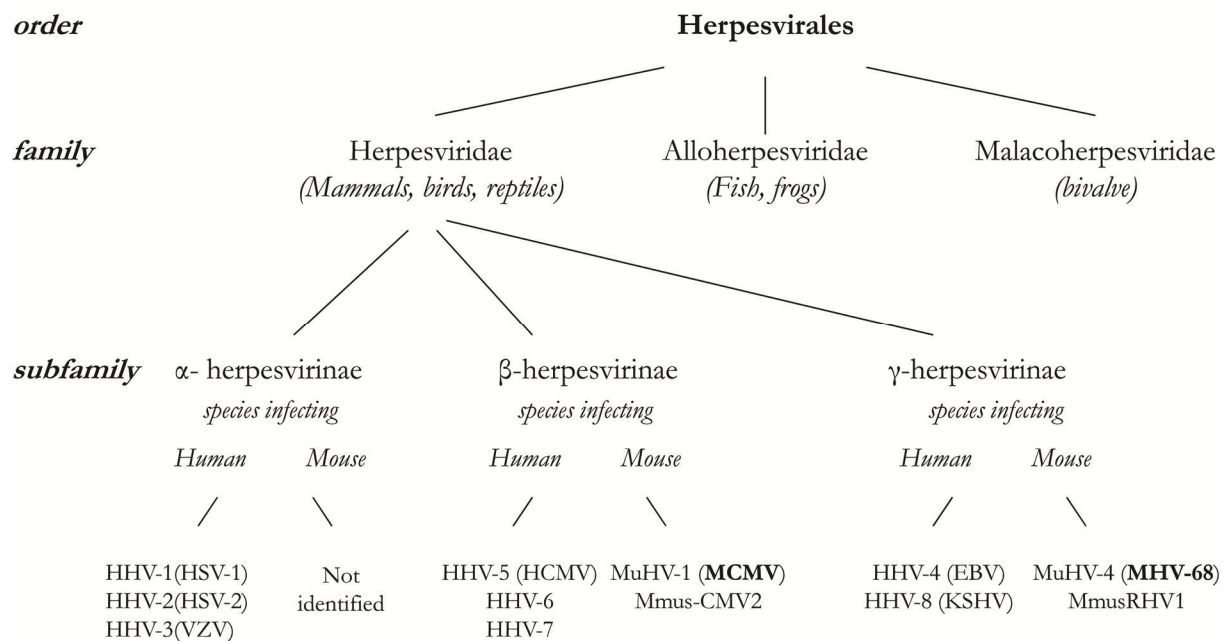 order Herpesvirales
family Herpesviridae Alloherpesviridae Malacoherpesviridae
(Mammals, birds, reptiles) (Fish, frogs) (bivalve)
subfamily α- herpesvirinae β-herpesvirinae γ-herpesvirinae
species infecting species infecting species infecting
Human Mouse Human Mouse Human Mouse
HHV-1(HSV-1) Not HHV-5 (HCMV) MuHV-1 (MCMV) HHV-4 (EBV) MuHV-4 (MHV-68)
HHV-2(HSV-2) identified HHV-6 Mmus-CMV2 HHV-8 (KSHV) MmusRHV1
HHV-3(VZV) HHV-7